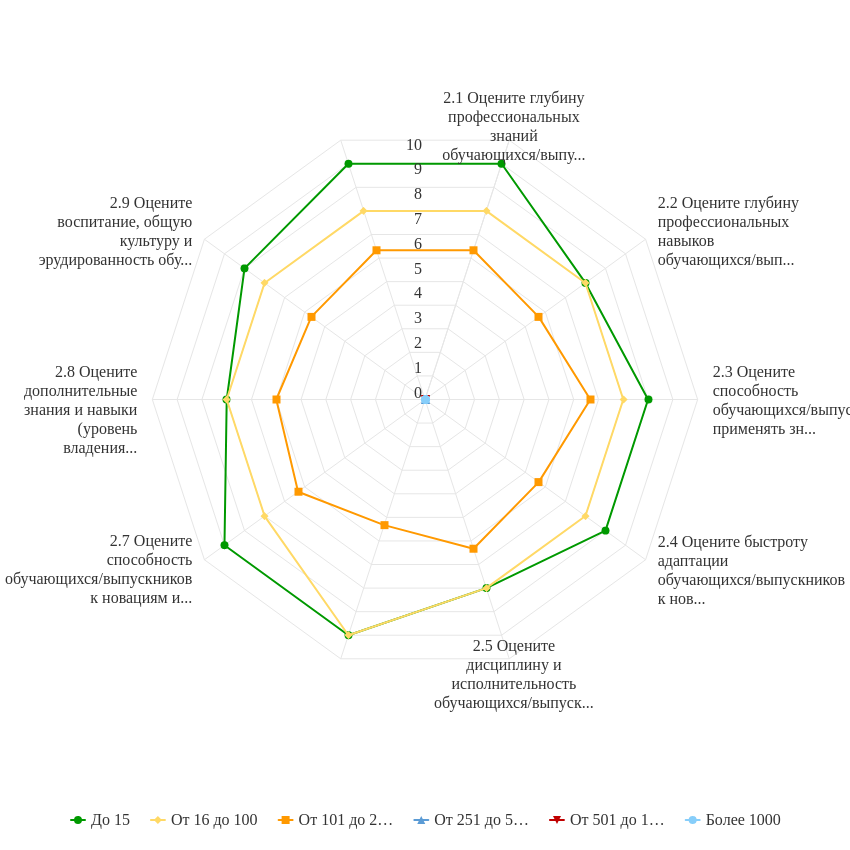 2.1 Оцените глубину
профессиональных
знаний
обучающихся/выпу...
10
9
8
7
6
5
4
3
2
1
0
2.2 Оцените глубину
профессиональных
навыков
обучающихся/вып...
2.3 Оцените
способность
обучающихся/выпус
применять зн...
2.4 Оцените быстроту
адаптации
обучающихся/выпускников
к нов...
2.5 Оцените
дисциплину и
исполнительность
обучающихся/выпуск...
2.7 Оцените
способность
обучающихся/выпускников
к новациям и...
2.8 Оцените
дополнительные
знания и навыки
(уровень
владения...
2.9 Оцените
воспитание, общую
культуру и
эрудированность обу...
До 15
От 16 до 100
От 101 до 2...
От 251 до 5...
От 501 до 1...
Более 1000